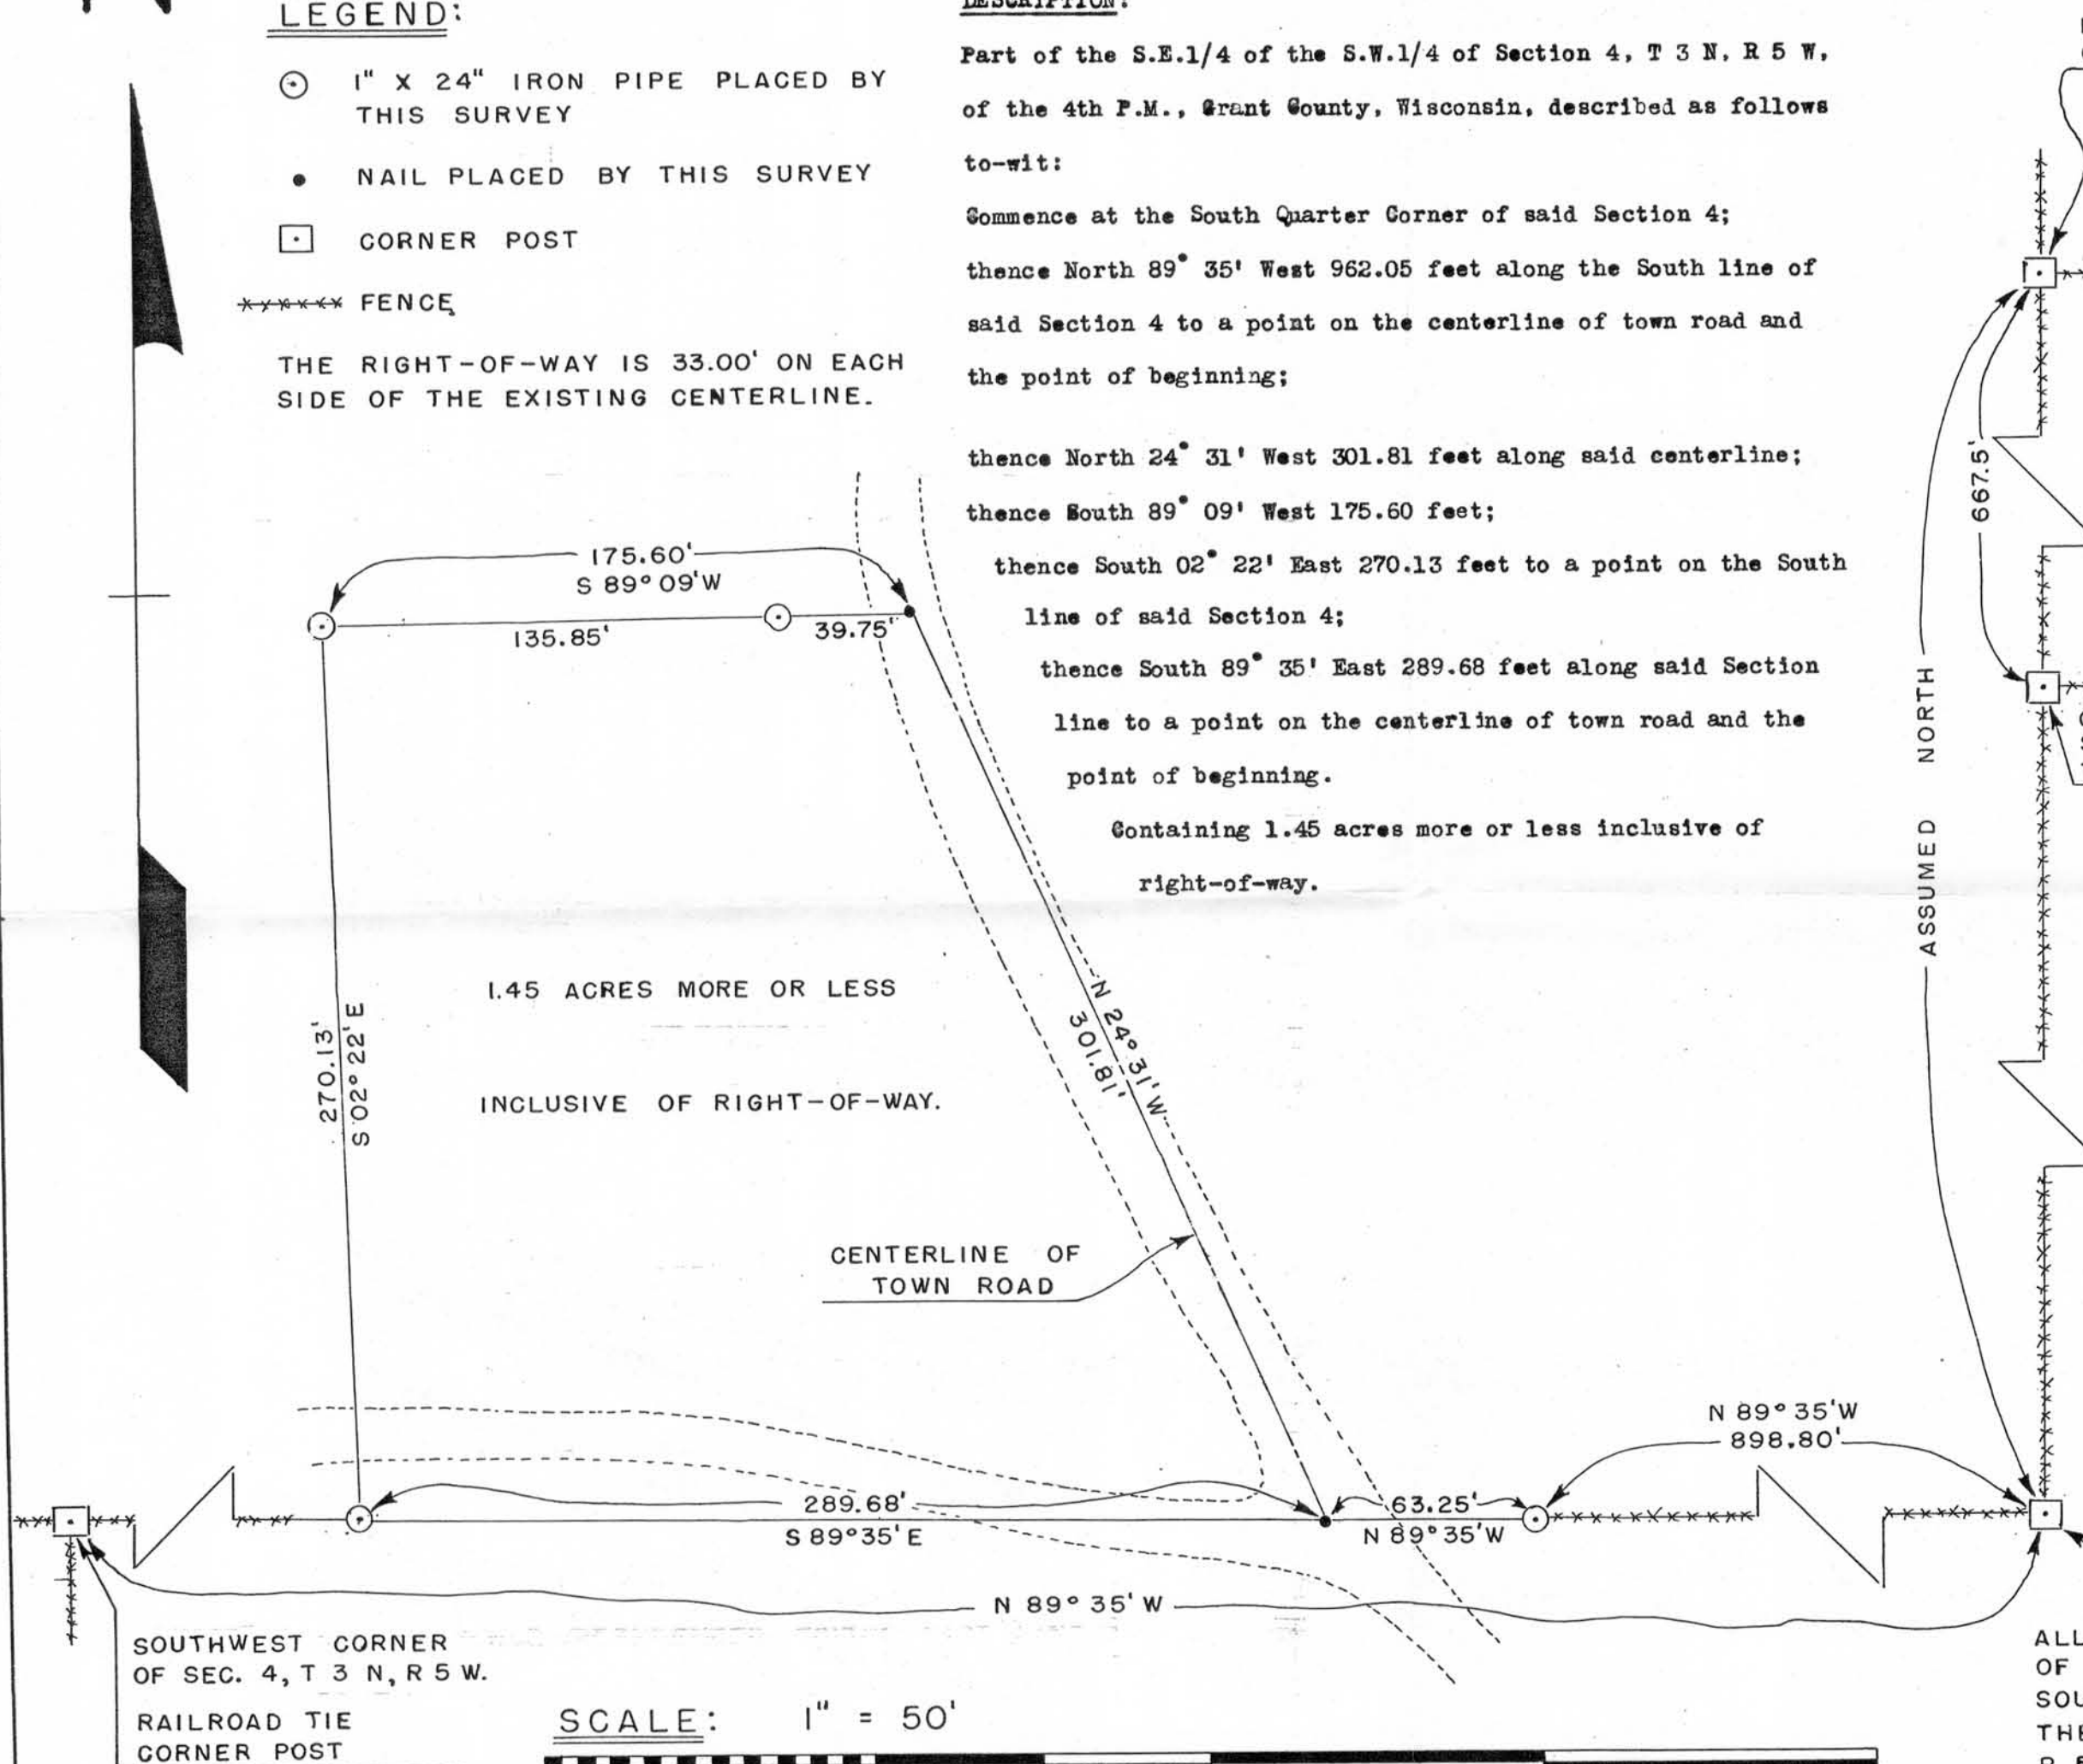 LEGEND:
1" X 24" IRON PIPE PLACED BY
THIS SURVEY
NAIL PLACED BY THIS SURVEY
CORNER POST
FENCE
THE RIGHT-OF-WAY IS 33.00' ON EACH
SIDE OF THE EXISTING CENTERLINE.
DESCRIPTION:
Part of the S.E.1/4 of the S.W.1/4 of Section 4, T 3 N, R 5 W,
of the 4th P.M., Grant County, Wisconsin, described as follows
to-wit:
Commence at the South Quarter Corner of said Section 4;
thence North 89° 35' West 962.05 feet along the South line of
said Section 4 to a point on the centerline of town road and
the point of beginning;
thence North 24° 31' West 301.81 feet along said centerline;
thence South 89° 09' West 175.60 feet;
thence South 02° 22' East 270.13 feet to a point on the South
line of said Section 4;
thence South 89° 35' East 289.68 feet along said Section
line to a point on the centerline of town road and the
point of beginning.
Containing 1.45 acres more or less inclusive of
right-of-way.
175.60'
S 89° 09' W
135.85'
39.75'
270.13'
S 02° 22' E
1.45 ACRES MORE OR LESS
INCLUSIVE OF RIGHT-OF-WAY.
N 24° 31' W
301.81'
CENTERLINE OF
TOWN ROAD
667.5'
ASSUMED NORTH
N 89° 35' W
898.80'
289.68'
S 89° 35' E
63.25'
N 89° 35' W
N 89° 35' W
SOUTHWEST CORNER
OF SEC. 4, T 3 N, R 5 W.
RAILROAD TIE
CORNER POST
SCALE: 1" = 50'
ALL
OF
SOU
THE